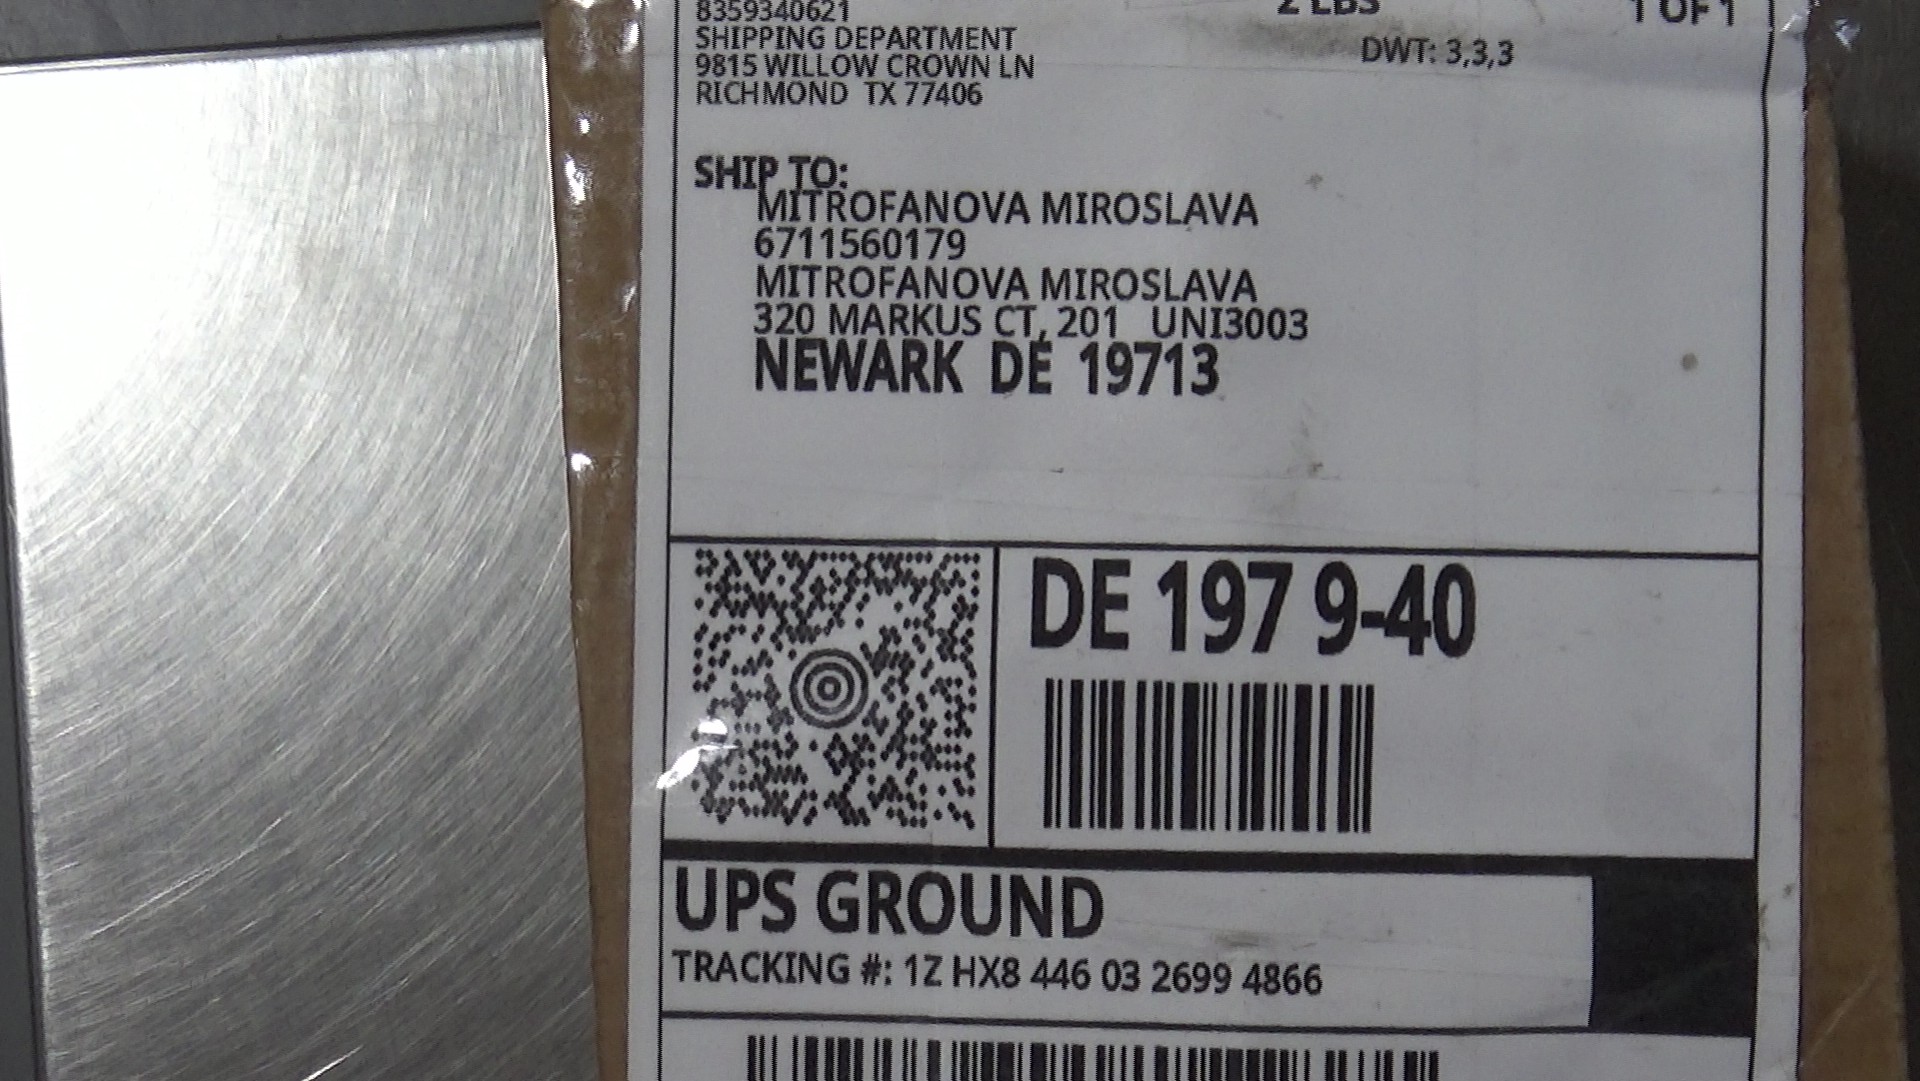 8359340621
2 LBS
1 OF 1
SHIPPING DEPARTMENT
DWT: 3,3,3
9815 WILLOW CROWN LN
RICHMOND TX 77406
SHIP TO:
MITROFANOVA MIROSLAVA
6711560179
MITROFANOVA MIROSLAVA
320 MARKUS CT, 201 UNI3003
NEWARK DE 19713
DE 197 9-40
UPS GROUND
TRACKING #: 1Z HX8 446 03 2699 4866